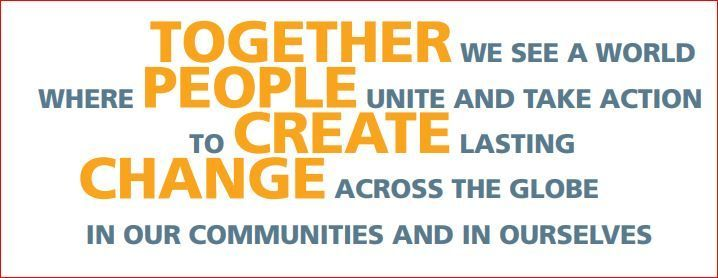 TOGETHER WE SEE A WORLD
WHERE PEOPLE UNITE AND TAKE ACTION
TO CREATE LASTING
CHANGE ACROSS THE GLOBE
IN OUR COMMUNITIES AND IN OURSELVES